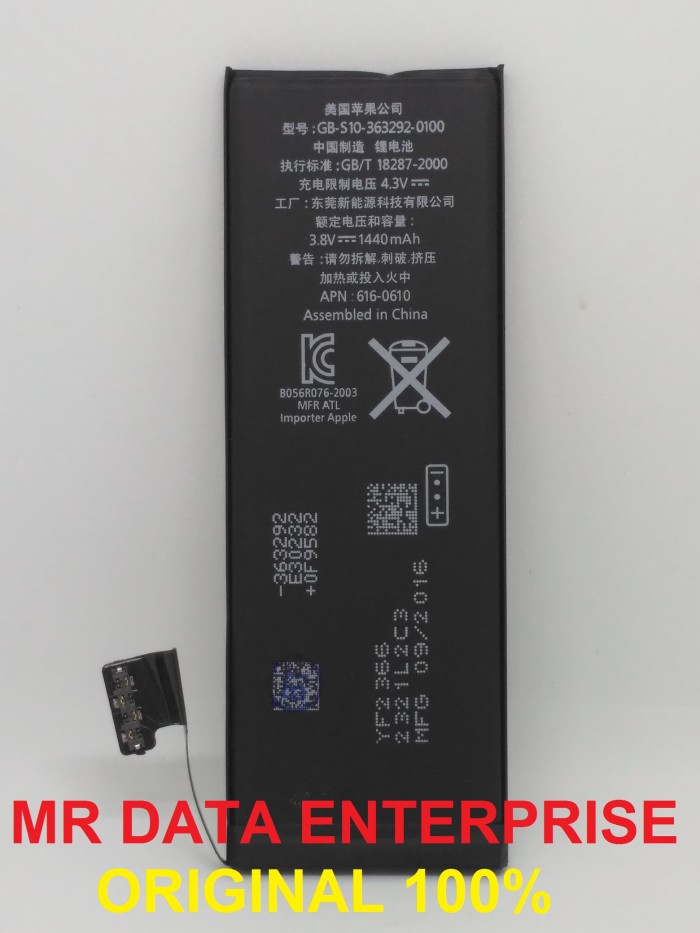 美国苹果公司
型号:GB-S10-363292-0100
中国制造 锂电池
执行标准:GB/T 18287-2000
充电限制电压 4.3V
工厂:东莞新能源科技有限公司
额定电压和容量:
3.8V 1440mAh
警告:请勿拆解,刺破,挤压
加热或投入火中
APN:616-0610
Assembled in China
B056R076-2003
MFR ATL
Importer Apple
-363292
E30232
+0F9582
YF2366
2321L2C3
MFG 09/2016
MR DATA ENTERPRISE
ORIGINAL 100%